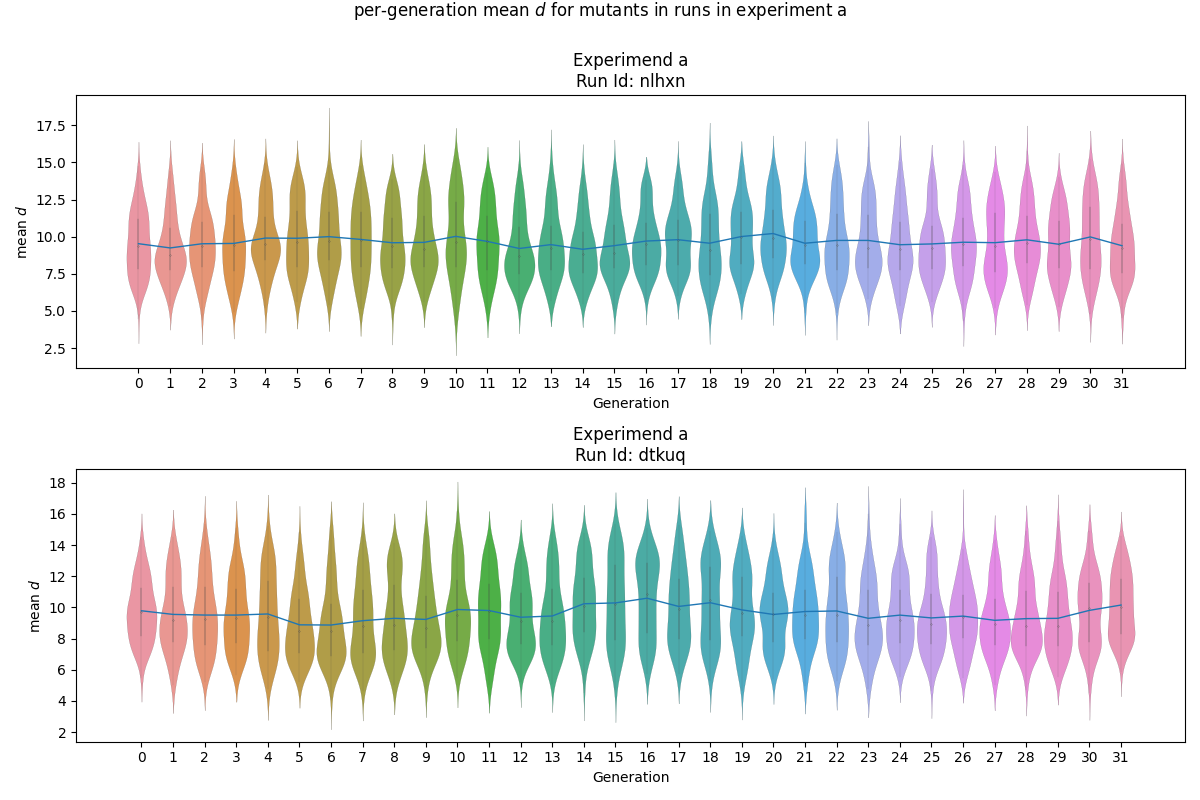 per-generation mean d for mutants in runs in experiment a
Experimend a
Run Id: nlhxn
17.5
15.0
12.5
10.0
7.5
5.0
2.5
mean d
0 1 2 3 4 5 6 7 8 9 10 11 12 13 14 15 16 17 18 19 20 21 22 23 24 25 26 27 28 29 30 31
Generation
Experimend a
Run Id: dtkuq
18
16
14
12
10
8
6
4
2
mean d
0 1 2 3 4 5 6 7 8 9 10 11 12 13 14 15 16 17 18 19 20 21 22 23 24 25 26 27 28 29 30 31
Generation